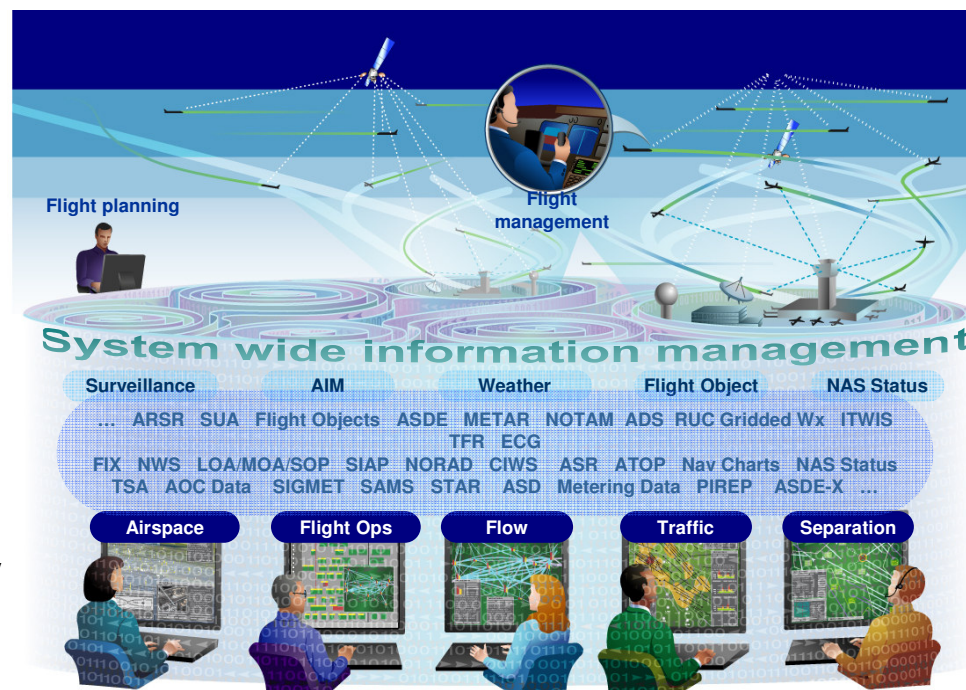 Flight planning
Flight
management
System wide information management
Surveillance AIM Weather Flight Object NAS Status
... ARSR SUA Flight Objects ASDE METAR NOTAM ADS RUC Gridded Wx ITWIS
TFR ECG
FIX NWS LOA/MOA/SOP SIAP NORAD CIWS ASR ATOP Nav Charts NAS Status
TSA AOC Data SIGMET SAMS STAR ASD Metering Data PIREP ASDE-X ...
Airspace Flight Ops Flow Traffic Separation